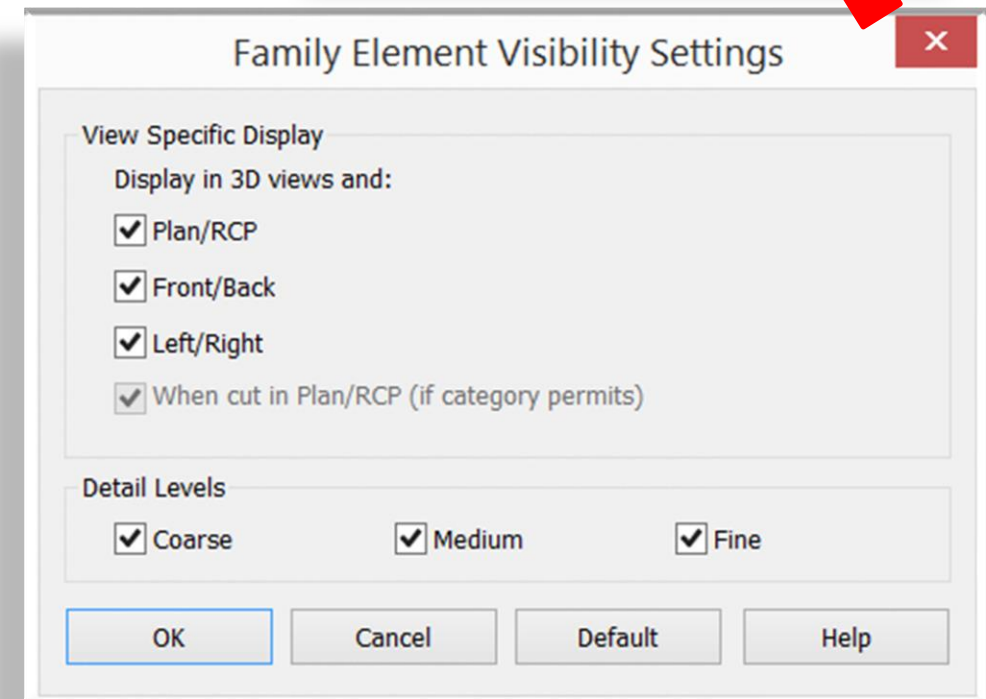 Family Element Visibility Settings
View Specific Display
Display in 3D views and:
Plan/RCP
Front/Back
Left/Right
When cut in Plan/RCP (if category permits)
Detail Levels
Coarse Medium Fine
OK Cancel Default Help